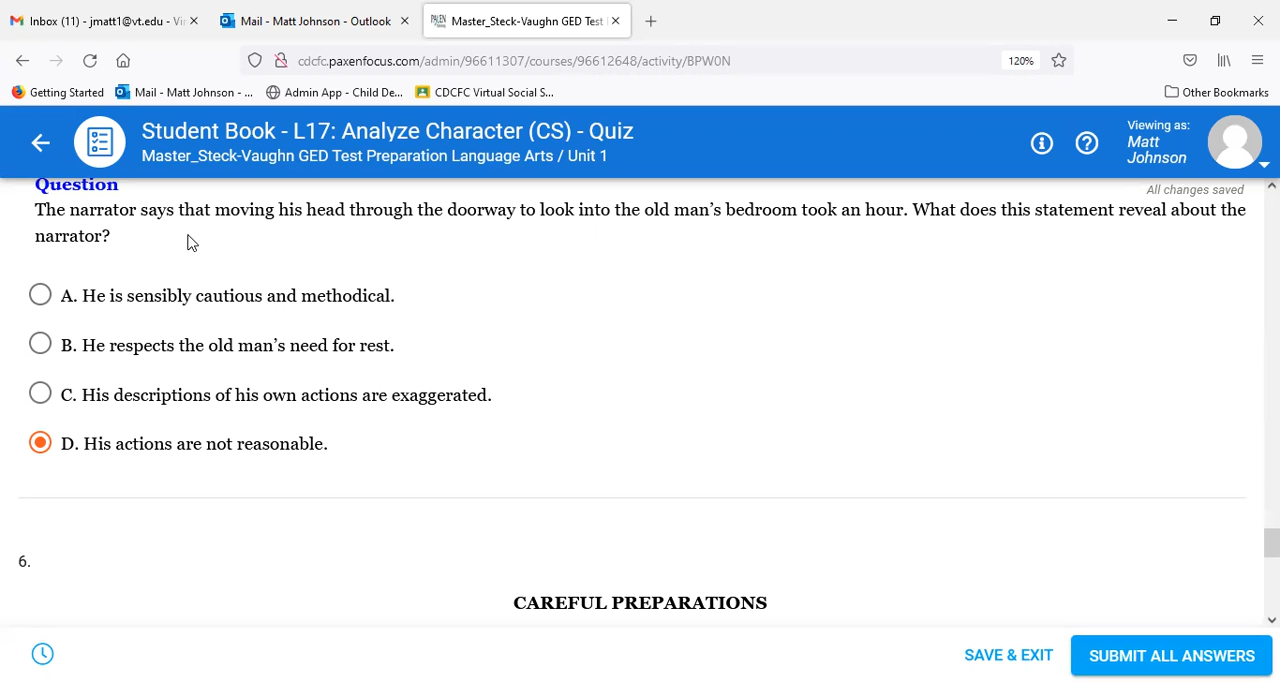 Inbox (11) - jmatt1@vt.edu - Vi
Mail - Matt Johnson - Outlook
Master_Steck-Vaughn GED Test
cdcfc.paxenfocus.com/admin/96611307/courses/96612648/activity/BPW0N
120%
Getting Started
Mail - Matt Johnson - ...
Admin App - Child De...
CDCFC Virtual Social S...
Other Bookmarks
Student Book - L17: Analyze Character (CS) - Quiz
Master_Steck-Vaughn GED Test Preparation Language Arts / Unit 1
Viewing as:
Matt
Johnson
Question
All changes saved
The narrator says that moving his head through the doorway to look into the old man's bedroom took an hour. What does this statement reveal about the
narrator?
A. He is sensibly cautious and methodical.
B. He respects the old man's need for rest.
C. His descriptions of his own actions are exaggerated.
D. His actions are not reasonable.
6.
CAREFUL PREPARATIONS
SAVE & EXIT
SUBMIT ALL ANSWERS